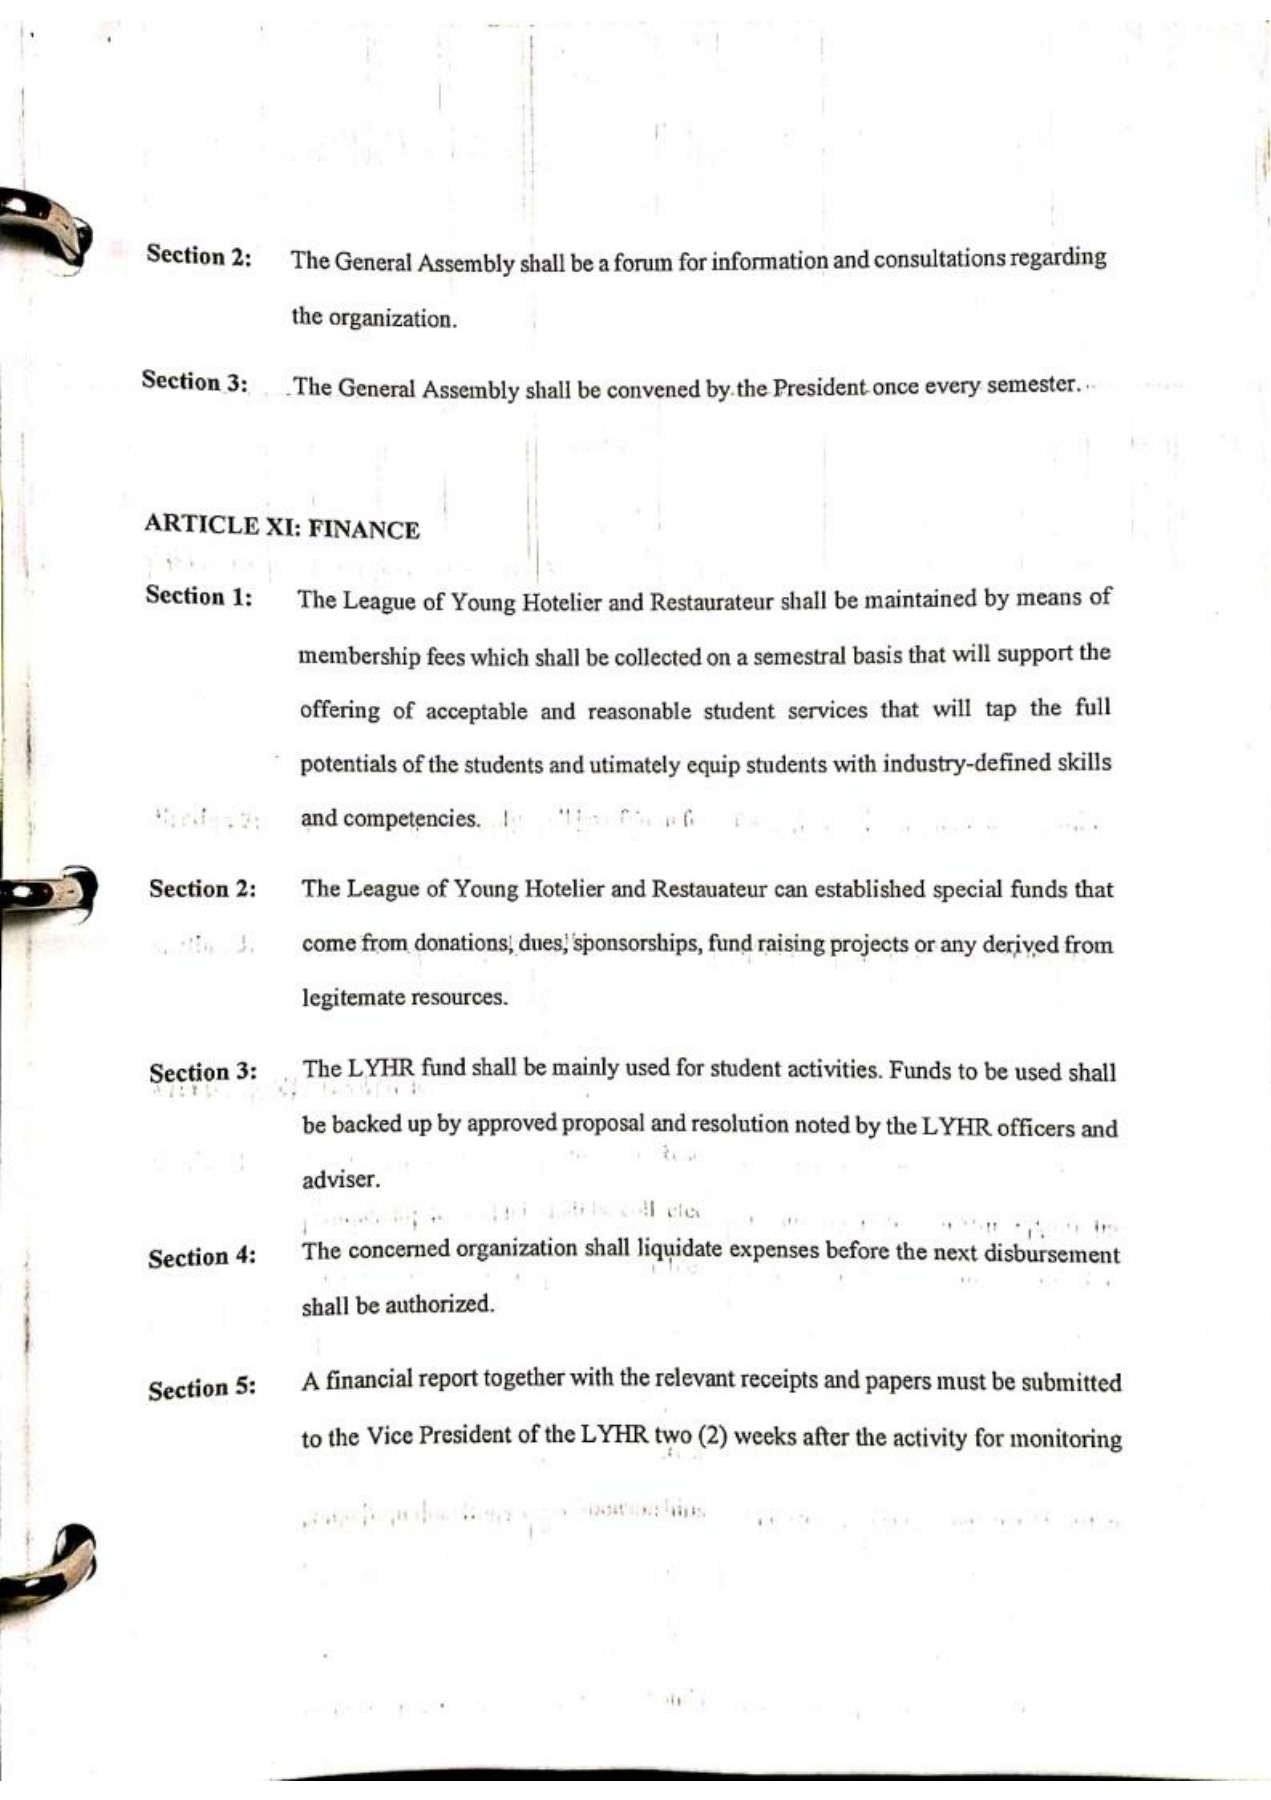 Section 2: The General Assembly shall be a forum for information and consultations regarding
the organization.
Section 3: The General Assembly shall be convened by the President once every semester.
ARTICLE XI: FINANCE
Section 1: The League of Young Hotelier and Restaurateur shall be maintained by means of
membership fees which shall be collected on a semestral basis that will support the
offering of acceptable and reasonable student services that will tap the full
potentials of the students and utimately equip students with industry-defined skills
and competencies.
Section 2: The League of Young Hotelier and Restauateur can established special funds that
come from donations, dues, sponsorships, fund raising projects or any derived from
legitemate resources.
Section 3: The LYHR fund shall be mainly used for student activities. Funds to be used shall
be backed up by approved proposal and resolution noted by the LYHR officers and
adviser.
Section 4: The concerned organization shall liquidate expenses before the next disbursement
shall be authorized.
Section 5: A financial report together with the relevant receipts and papers must be submitted
to the Vice President of the LYHR two (2) weeks after the activity for monitoring